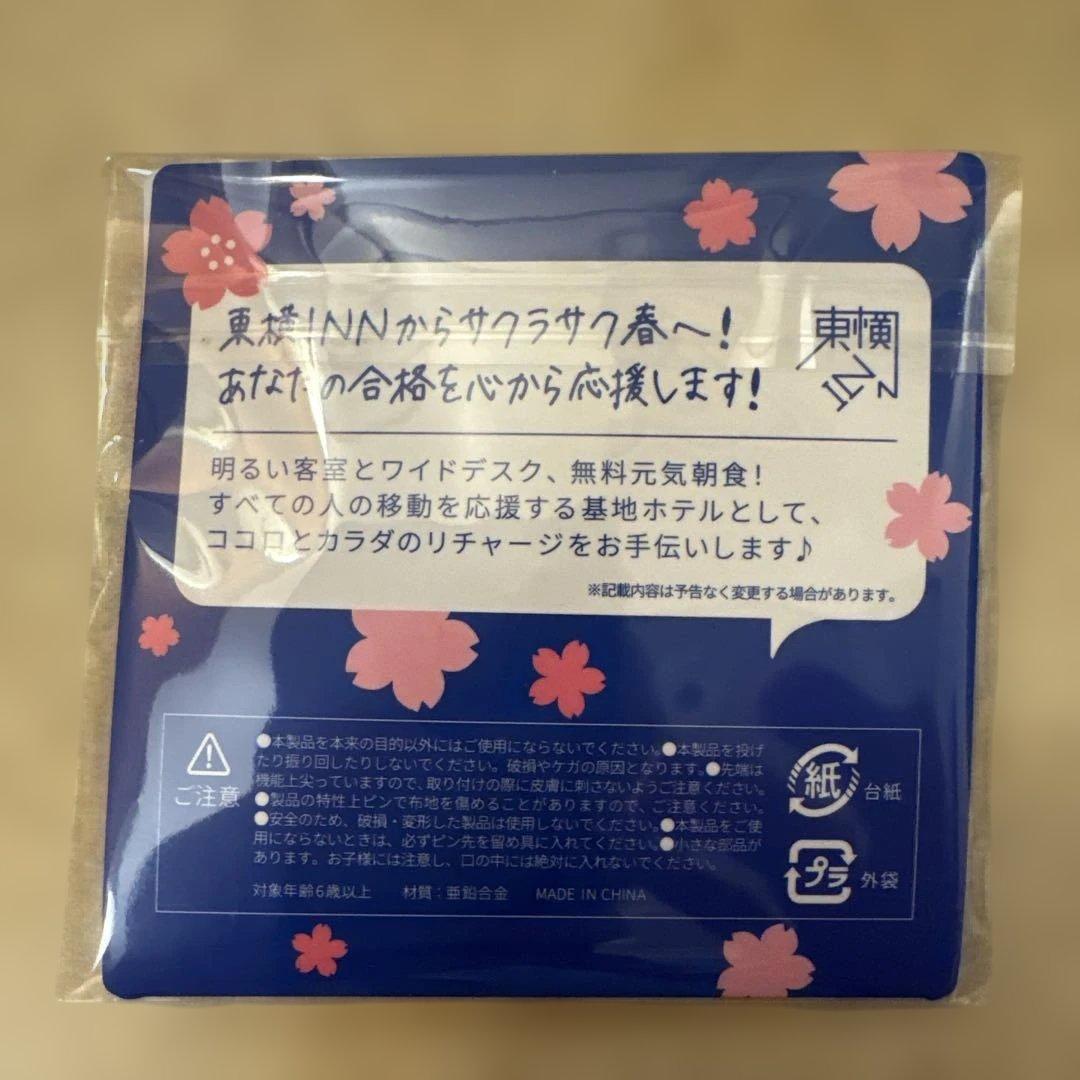 東横INNからサクラサク春へ!
あなたの合格を心から応援します!
東横
INN
明るい客室とワイドデスク、無料元気朝食!
すべての人の移動を応援する基地ホテルとして、
ココロとカラダのリチャージをお手伝いします♪
※記載内容は予告なく変更する場合があります。
ご注意
●本製品を本来の目的以外にはご使用にならないでください。●本製品を投げ
たり振り回したりしないでください。破損やケガの原因となります。●先端は
機能上尖っていますので、取り付けの際に皮膚に刺さないようご注意ください。
●製品の特性上ピンで布地を傷めることがありますので、ご注意ください。
●安全のため、破損・変形した製品は使用しないでください。●本製品をご使
用にならないときは、必ずピン先を留め具に入れてください。●小さな部品が
あります。お子様には注意し、口の中には絶対に入れないでください。
対象年齢6歳以上 材質:亜鉛合金 MADE IN CHINA
紙 台紙
プラ 外袋